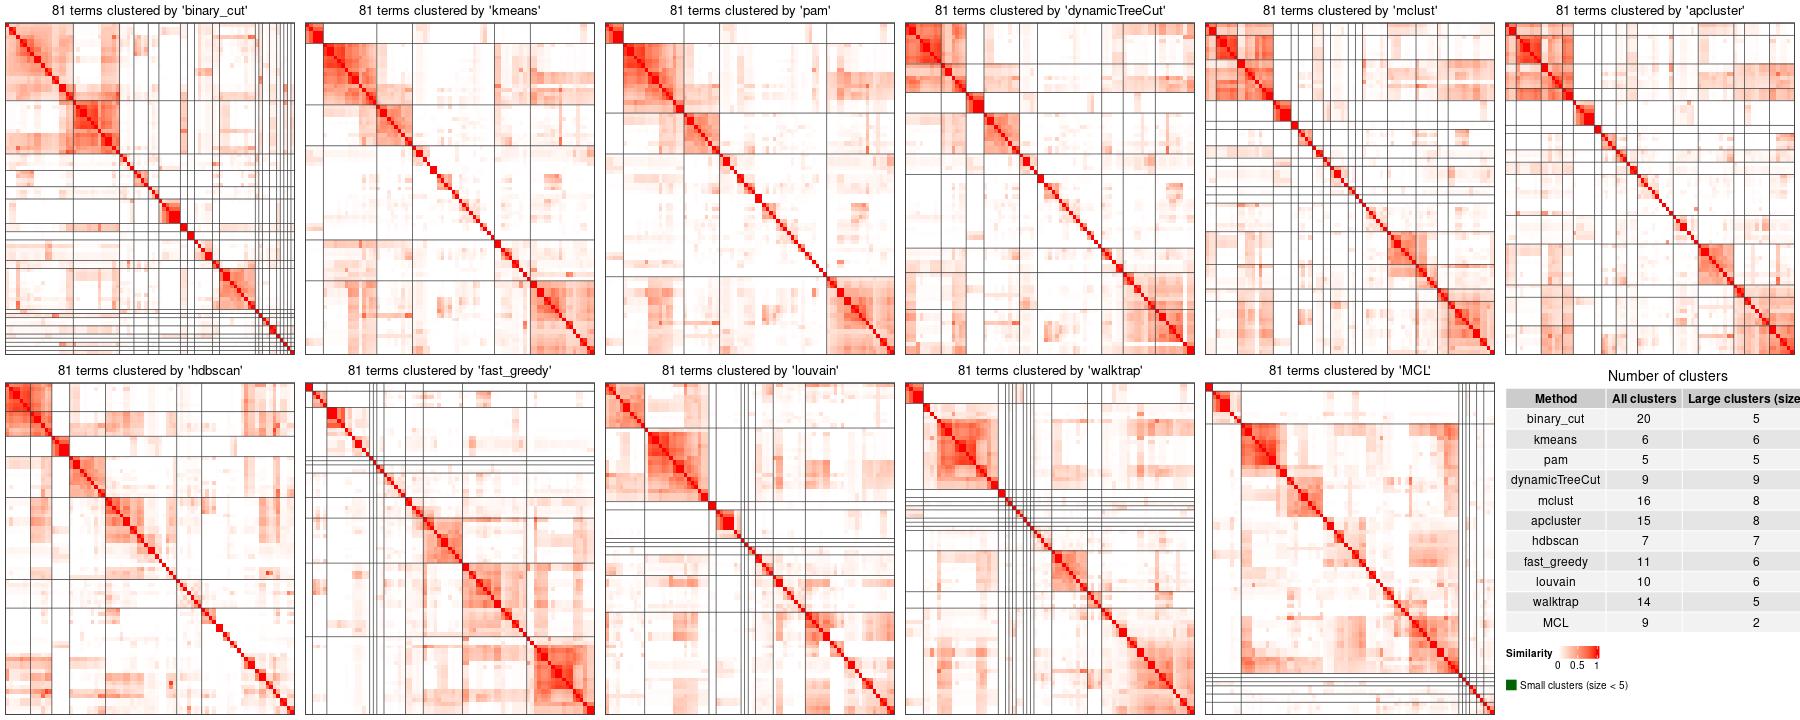 81 terms clustered by 'binary_cut'
81 terms clustered by 'kmeans'
81 terms clustered by 'pam'
81 terms clustered by 'dynamicTreeCut'
81 terms clustered by 'mclust'
81 terms clustered by 'apcluster'
81 terms clustered by 'hdbscan'
81 terms clustered by 'fast_greedy'
81 terms clustered by 'louvain'
81 terms clustered by 'walktrap'
81 terms clustered by 'MCL'
Number of clusters
Method All clusters Large clusters (size
binary_cut 20 5
kmeans 6 6
pam 5 5
dynamicTreeCut 9 9
mclust 16 8
apcluster 15 8
hdbscan 7 7
fast_greedy 11 6
louvain 10 6
walktrap 14 5
MCL 9 2
Similarity
0 0.5 1
Small clusters (size < 5)